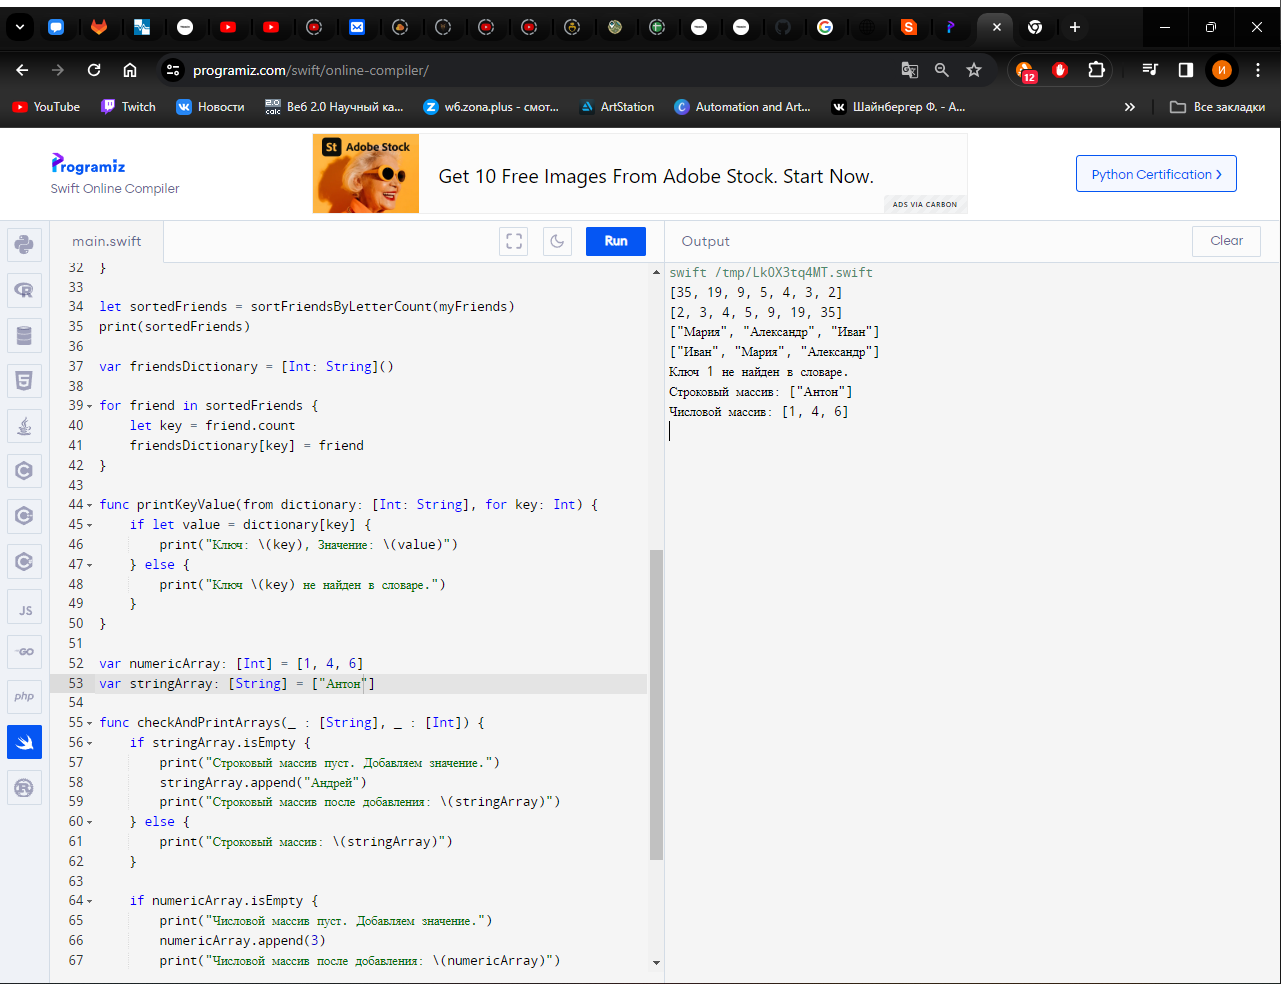 programiz.com/swift/online-compiler/
12
И
YouTube
Twitch
Новости
Веб 2.0 Научный ка...
w6.zona.plus - смот...
ArtStation
Automation and Art...
Шайнбергер Ф. - А...
Все закладки
Programiz
Swift Online Compiler
St Adobe Stock
Get 10 Free Images From Adobe Stock. Start Now.
ADS VIA CARBON
Python Certification
main.swift
Run
Output
Clear
32 }
33
34 let sortedFriends = sortFriendsByLetterCount(myFriends)
35 print(sortedFriends)
36
37 var friendsDictionary = [Int: String]()
38
39 for friend in sortedFriends {
40 let key = friend.count
41 friendsDictionary[key] = friend
42 }
43
44 func printKeyValue(from dictionary: [Int: String], for key: Int) {
45 if let value = dictionary[key] {
46 print("Ключ: \(key), Значение: \(value)")
47 } else {
48 print("Ключ \(key) не найден в словаре.")
49 }
50 }
51
52 var numericArray: [Int] = [1, 4, 6]
53 var stringArray: [String] = ["Антон"]
54
55 func checkAndPrintArrays(_ : [String], _ : [Int]) {
56 if stringArray.isEmpty {
57 print("Строковый массив пуст. Добавляем значение.")
58 stringArray.append("Андрей")
59 print("Строковый массив после добавления: \(stringArray)")
60 } else {
61 print("Строковый массив: \(stringArray)")
62 }
63
64 if numericArray.isEmpty {
65 print("Числовой массив пуст. Добавляем значение.")
66 numericArray.append(3)
67 print("Числовой массив после добавления: \(numericArray)")
swift /tmp/LkOX3tq4MT.swift
[35, 19, 9, 5, 4, 3, 2]
[2, 3, 4, 5, 9, 19, 35]
["Мария", "Александр", "Иван"]
["Иван", "Мария", "Александр"]
Ключ 1 не найден в словаре.
Строковый массив: ["Антон"]
Числовой массив: [1, 4, 6]
JS
GO
php